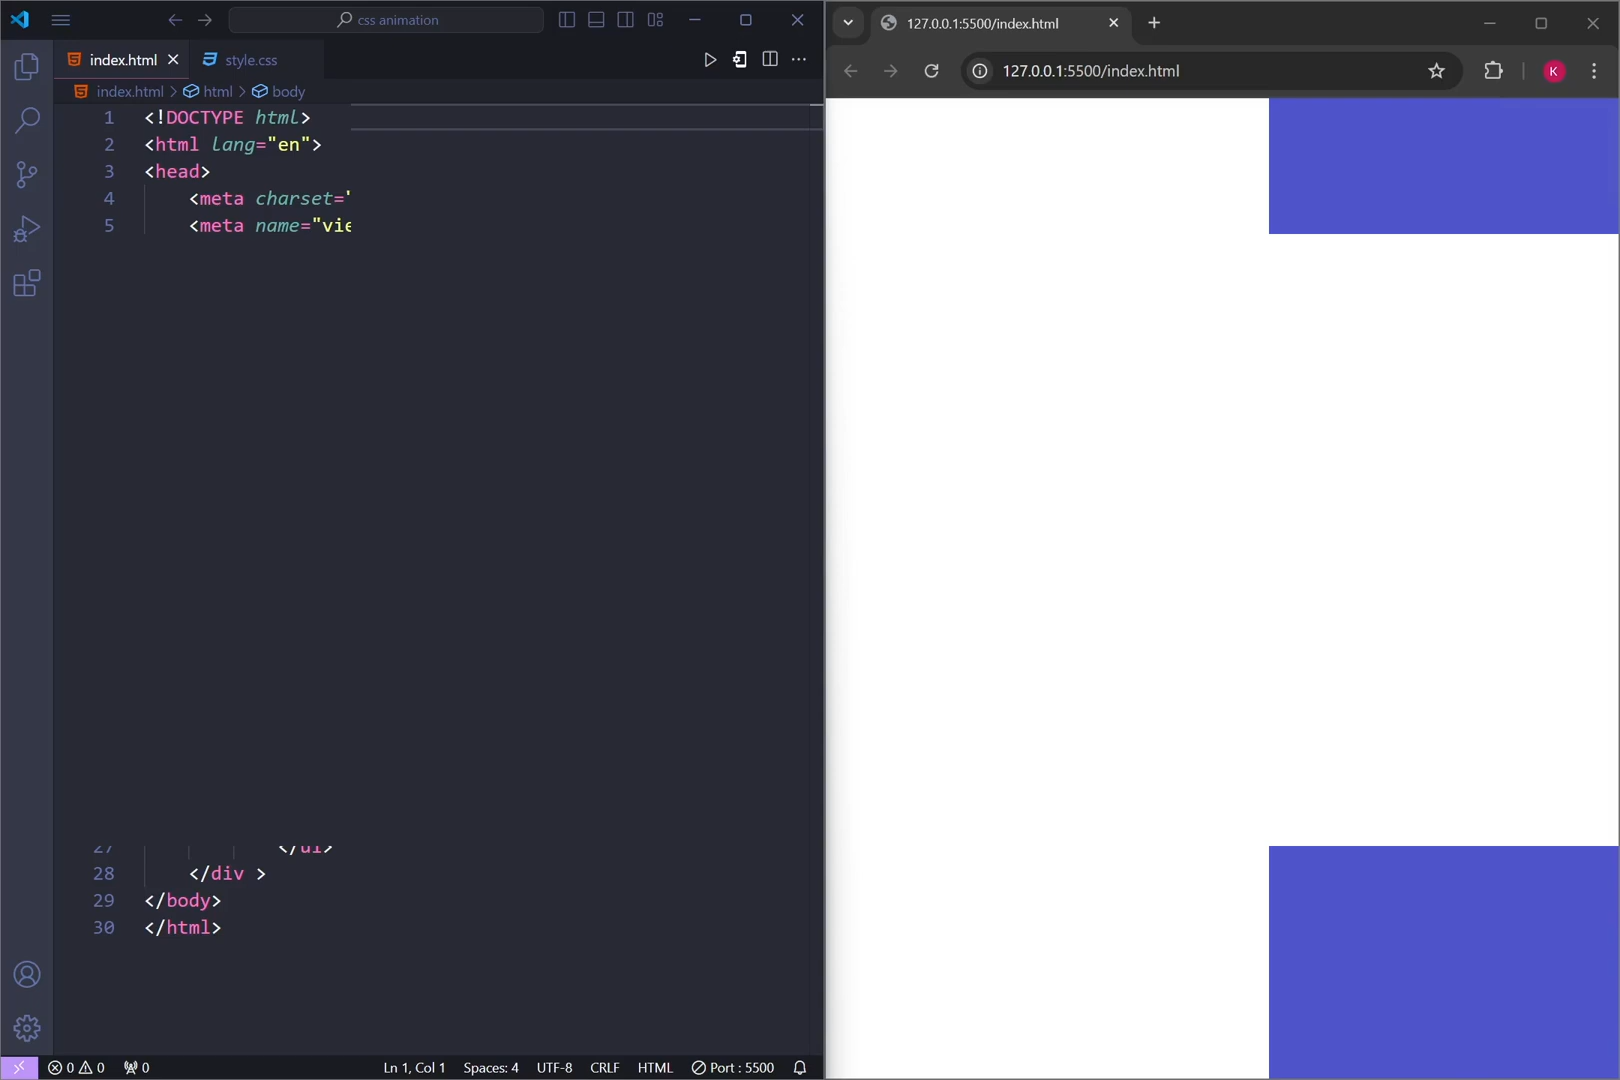 css animation
index.html
style.css
index.html > html > body
1 <!DOCTYPE html>
2 <html lang="en">
3 <head>
4 <meta charset="
5 <meta name="vie
27 </ul>
28 </div >
29 </body>
30 </html>
0 0 0
Ln 1, Col 1 Spaces: 4 UTF-8 CRLF HTML Port : 5500
127.0.0.1:5500/index.html
127.0.0.1:5500/index.html
K